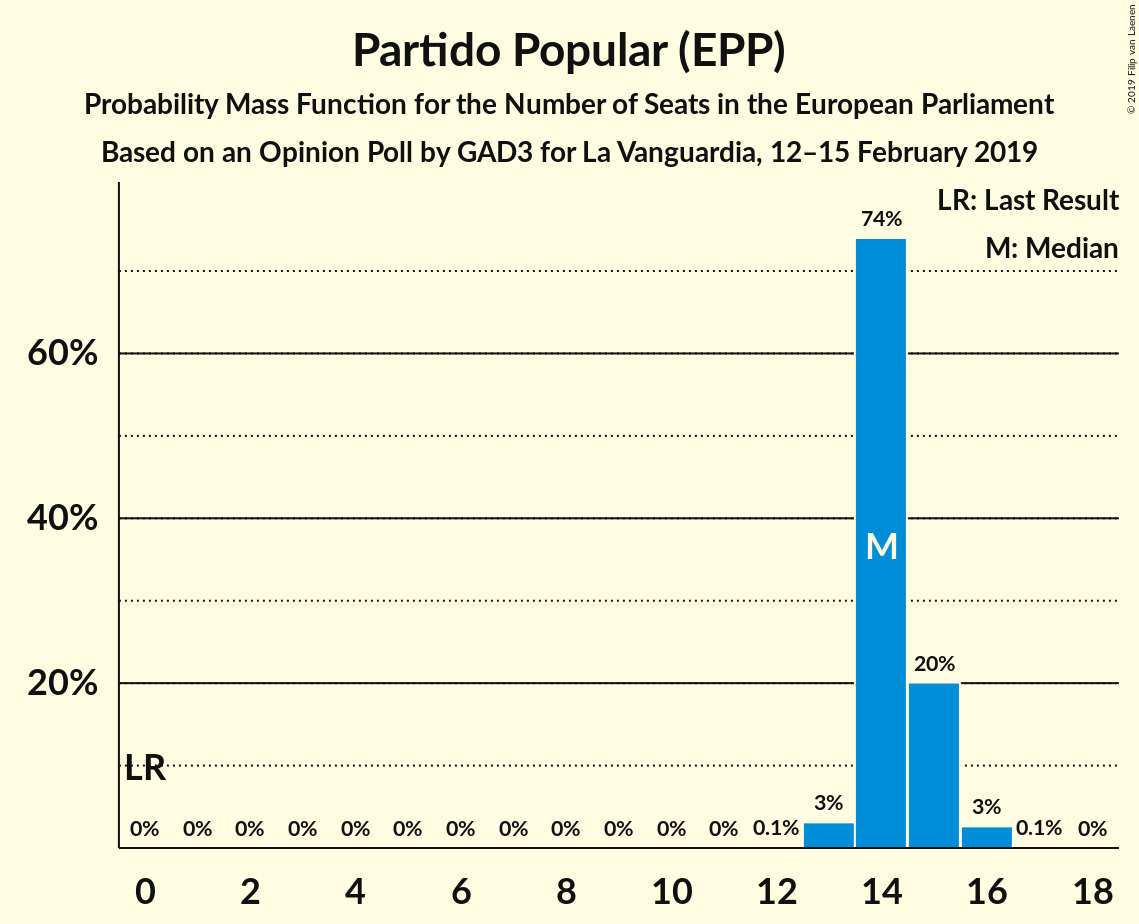 Partido Popular (EPP)
Probability Mass Function for the Number of Seats in the European Parliament
Based on an Opinion Poll by GAD3 for La Vanguardia, 12–15 February 2019
© 2019 Filip van Laenen
LR: Last Result
M: Median
74%
60%
40%
M
20%
20%
LR
3%
3%
0% 0% 0% 0% 0% 0% 0% 0% 0% 0% 0% 0% 0.1% 0.1% 0%
0 2 4 6 8 10 12 14 16 18